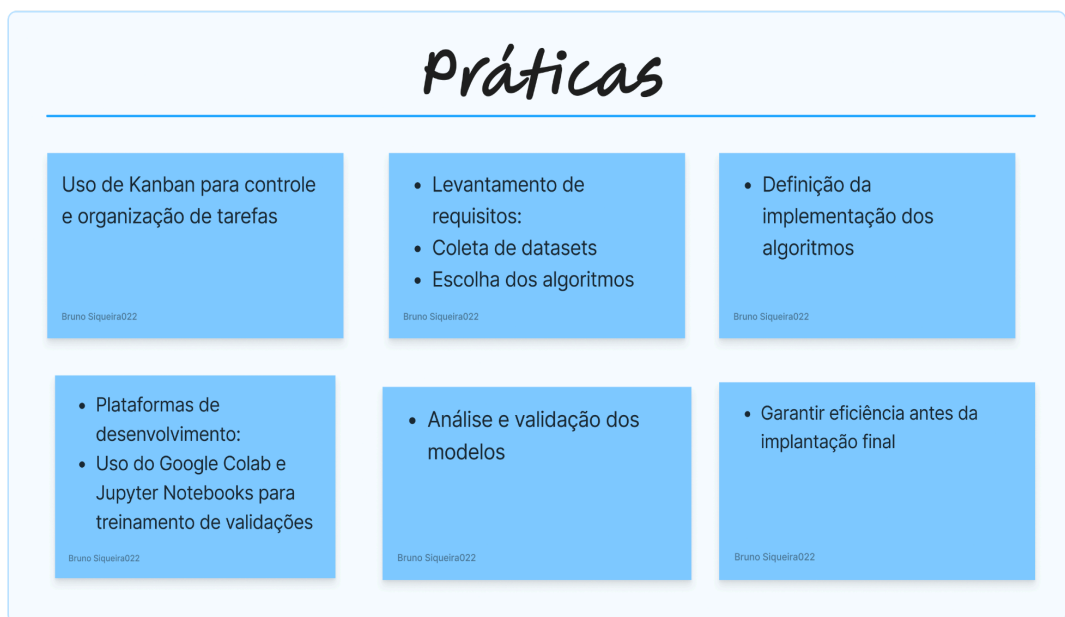 Práticas
Uso de Kanban para controle
e organização de tarefas
Bruno Siqueira022
• Levantamento de
requisitos:
• Coleta de datasets
• Escolha dos algoritmos
Bruno Siqueira022
• Definição da
implementação dos
algoritmos
Bruno Siqueira022
• Plataformas de
desenvolvimento:
• Uso do Google Colab e
Jupyter Notebooks para
treinamento de validações
Bruno Siqueira022
• Análise e validação dos
modelos
Bruno Siqueira022
• Garantir eficiência antes da
implantação final
Bruno Siqueira022